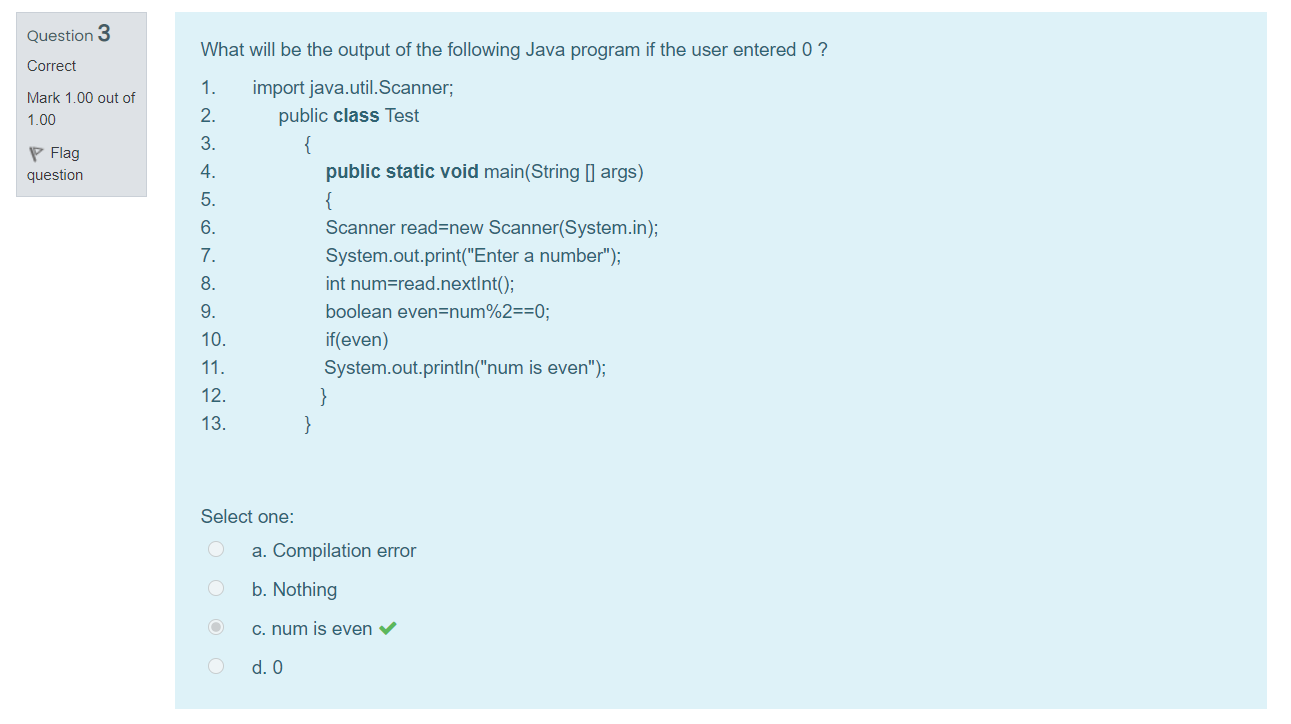 Question 3
Correct
Mark 1.00 out of
1.00
Flag
question
What will be the output of the following Java program if the user entered 0 ?
1. import java.util.Scanner;
2. public class Test
3. {
4. public static void main(String [] args)
5. {
6. Scanner read=new Scanner(System.in);
7. System.out.print("Enter a number");
8. int num=read.nextInt();
9. boolean even=num%2==0;
10. if(even)
11. System.out.println("num is even");
12. }
13. }
Select one:
a. Compilation error
b. Nothing
c. num is even
d. 0